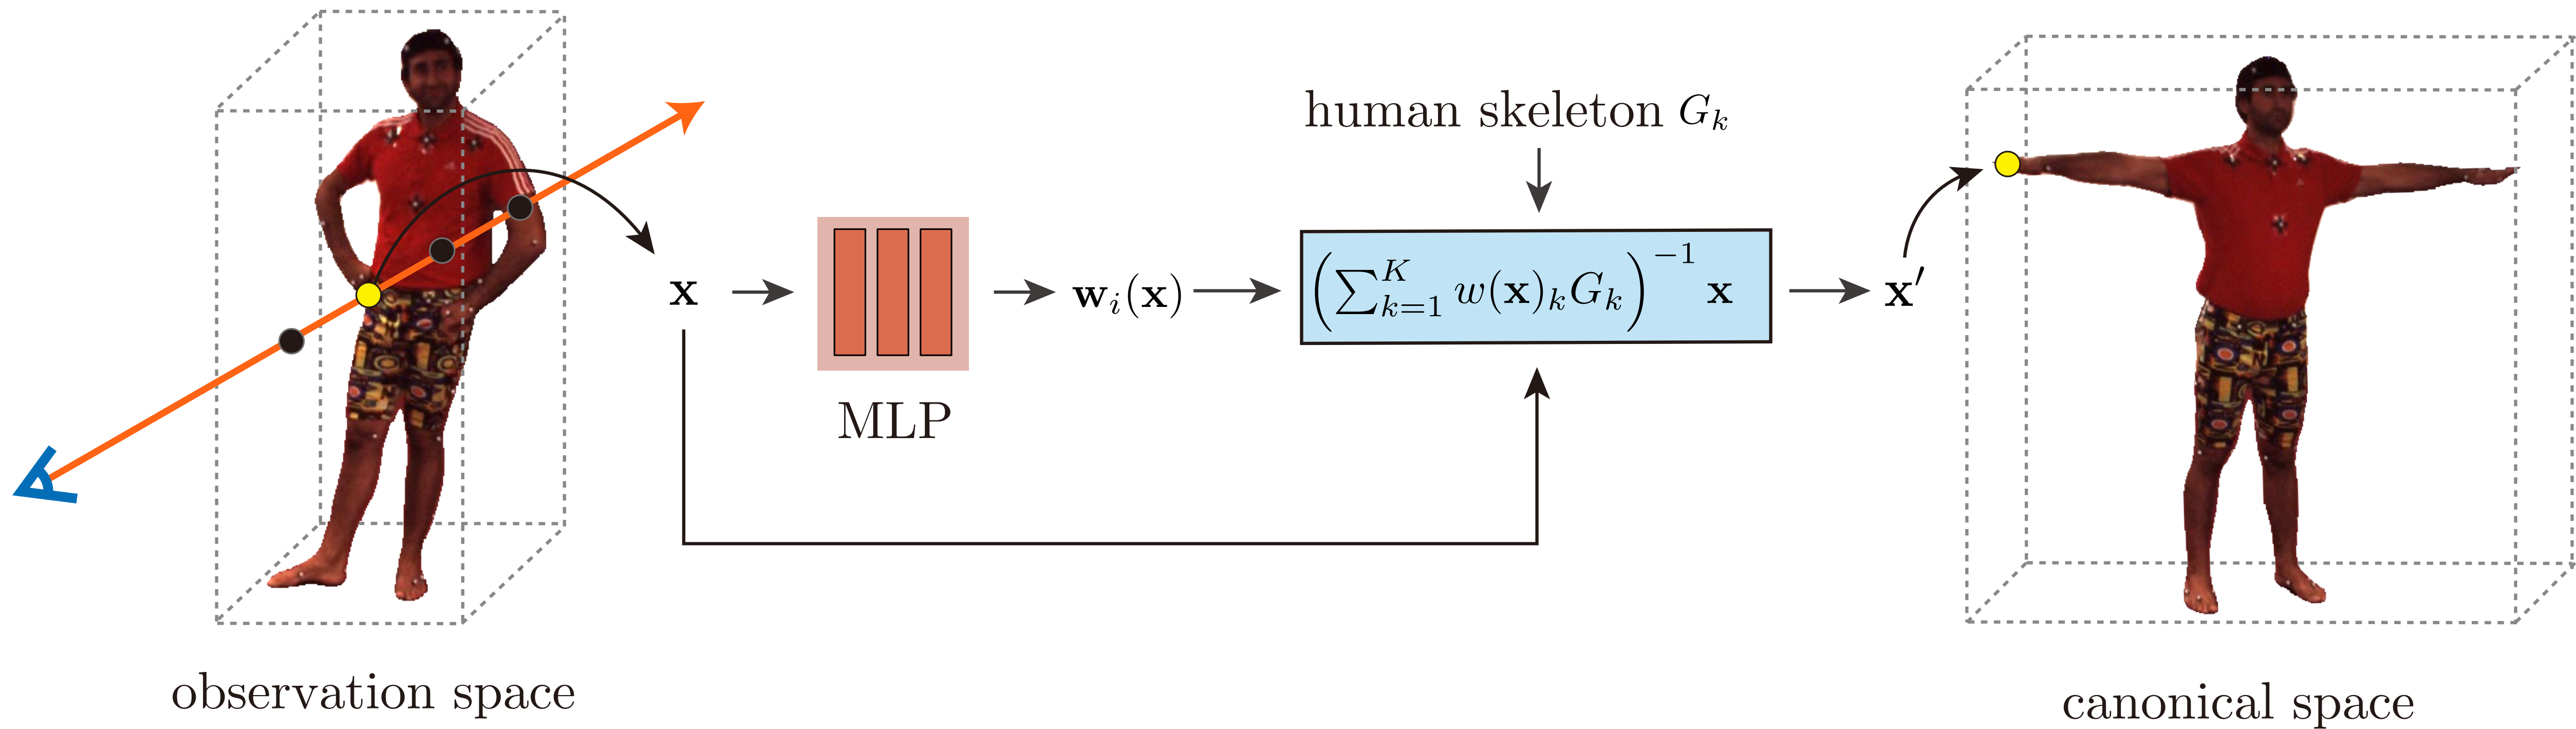 human skeleton G_k
x
MLP
w_i(x)
(∑_{k=1}^{K} w(x)_k G_k)^{-1} x
x′
observation space
canonical space